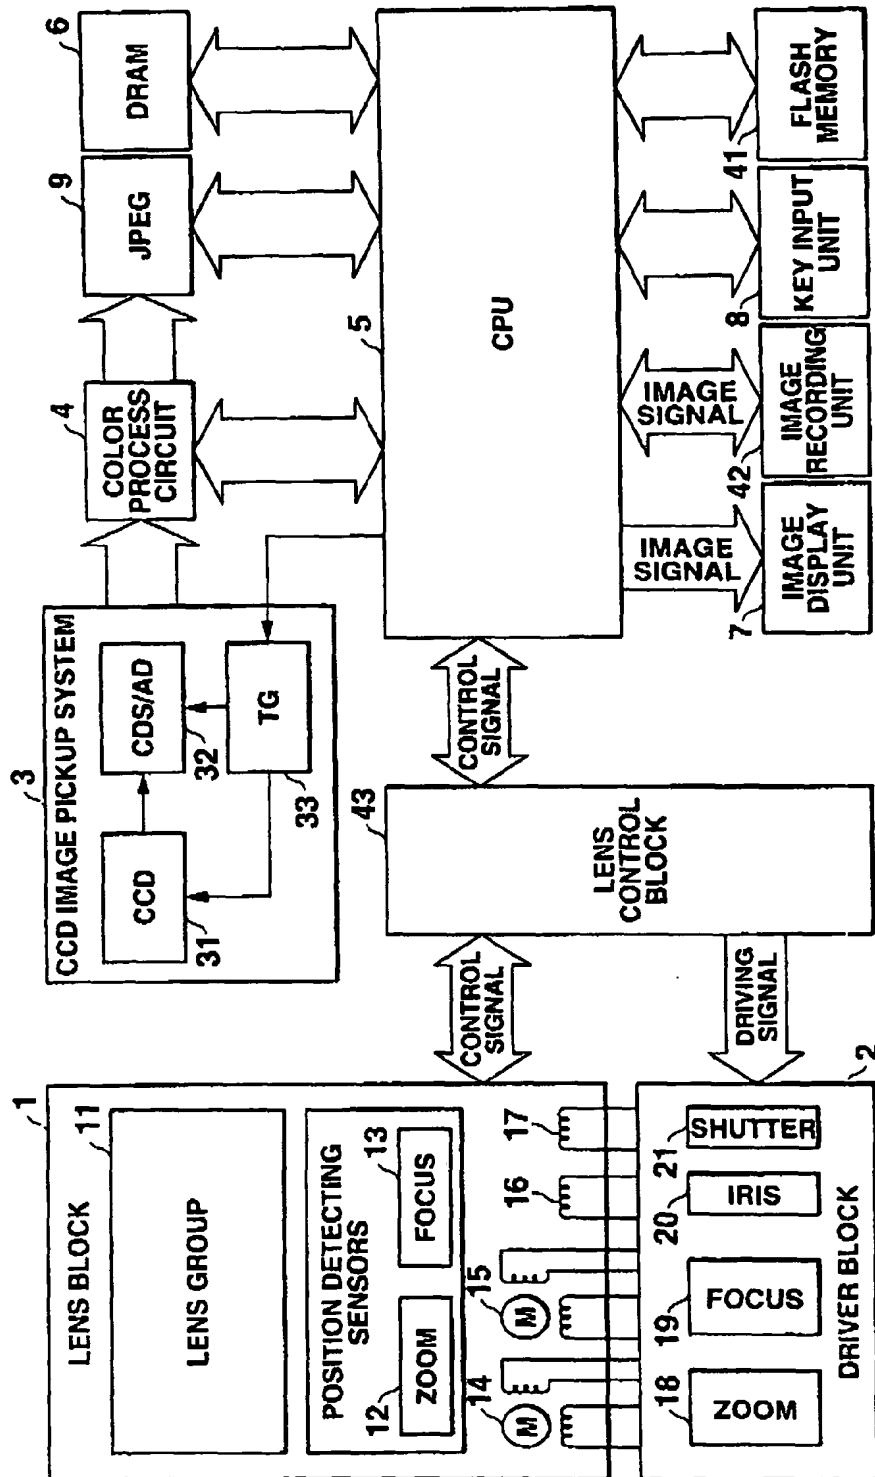 1
LENS BLOCK
11
LENS GROUP
POSITION DETECTING
SENSORS
12
ZOOM
13
FOCUS
14
M
15
M
16
17
18
ZOOM
19
FOCUS
20
IRIS
21
SHUTTER
DRIVER BLOCK
2
CONTROL
SIGNAL
DRIVING
SIGNAL
43
LENS
CONTROL
BLOCK
CONTROL
SIGNAL
3
CCD IMAGE PICKUP SYSTEM
CCD
31
CDS/AD
32
TG
33
4
COLOR
PROCESS
CIRCUIT
9
JPEG
6
DRAM
5
CPU
IMAGE
SIGNAL
IMAGE
SIGNAL
7
IMAGE
DISPLAY
UNIT
42
IMAGE
RECORDING
UNIT
8
KEY INPUT
UNIT
41
FLASH
MEMORY